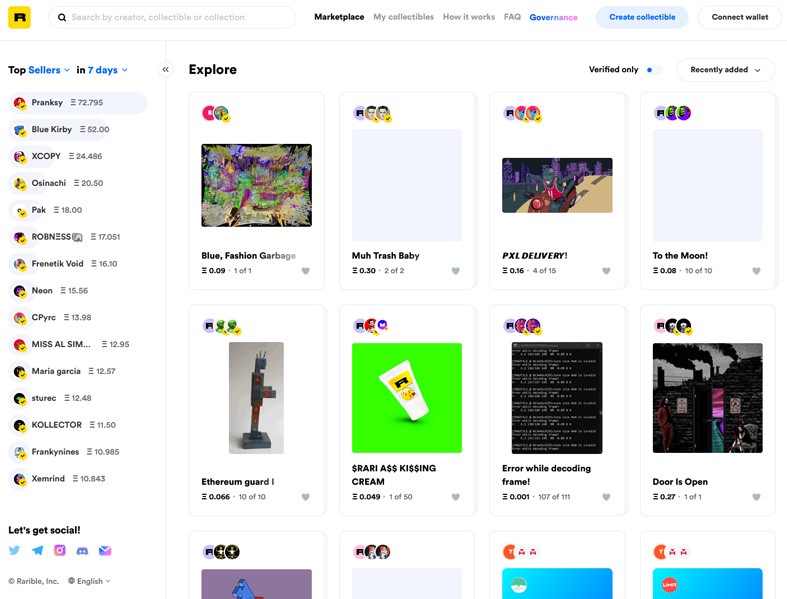 R
Search by creator, collectible or collection
Marketplace My collectibles How it works FAQ Governance
Create collectible
Connect wallet
Top Sellers in 7 days
Pranksy Ξ 72.795
Blue Kirby Ξ 52.00
XCOPY Ξ 24.486
Osinachi Ξ 20.50
Pak Ξ 18.00
ROBNΞSS Ξ 17.051
Frenetik Void Ξ 16.10
Neon Ξ 15.56
CPyrc Ξ 13.98
MISS AL SIM... Ξ 12.95
Maria garcia Ξ 12.57
sturec Ξ 12.48
KOLLECTOR Ξ 11.50
Frankynines Ξ 10.985
Xemrind Ξ 10.843
Let's get social!
© Rarible, Inc. English
Explore
Verified only
Recently added
Blue, Fashion Garbage
Ξ 0.09 · 1 of 1
Muh Trash Baby
Ξ 0.30 · 2 of 2
PXL DELIVERY!
Ξ 0.16 · 4 of 15
To the Moon!
Ξ 0.08 · 10 of 10
Ethereum guard I
Ξ 0.066 · 10 of 10
$RARI A$$ KI$$ING
CREAM
Ξ 0.049 · 1 of 50
Error while decoding
frame!
Ξ 0.001 · 107 of 111
Door Is Open
Ξ 0.27 · 1 of 1